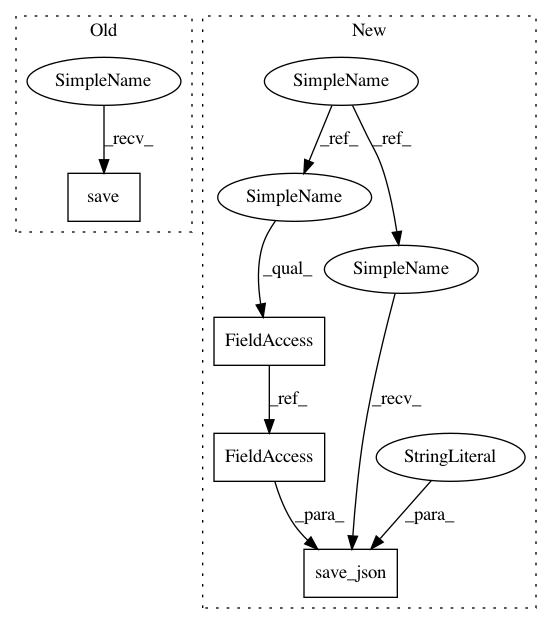 Old
SimpleName
_recv_
save
New
SimpleName
_ref_
_ref_
SimpleName
SimpleName
_qual_
FieldAccess
_ref_
_recv_
FieldAccess
StringLiteral
_para_
_para_
save_json